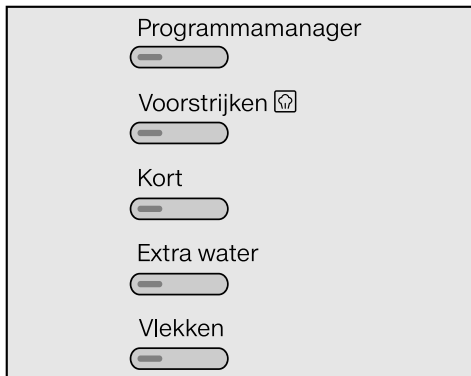 Programmamanager
Voorstrijken
Kort
Extra water
Vlekken